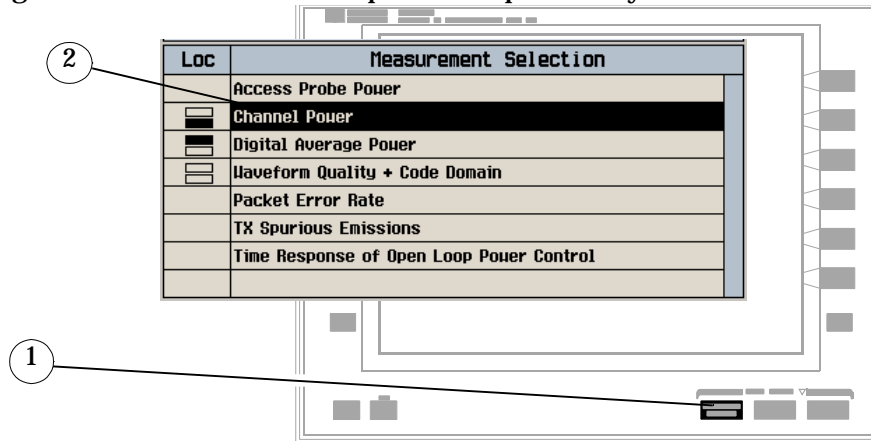 2
Loc Measurement Selection
Access Probe Power
Channel Power
Digital Average Power
Waveform Quality + Code Domain
Packet Error Rate
TX Spurious Emissions
Time Response of Open Loop Power Control
1